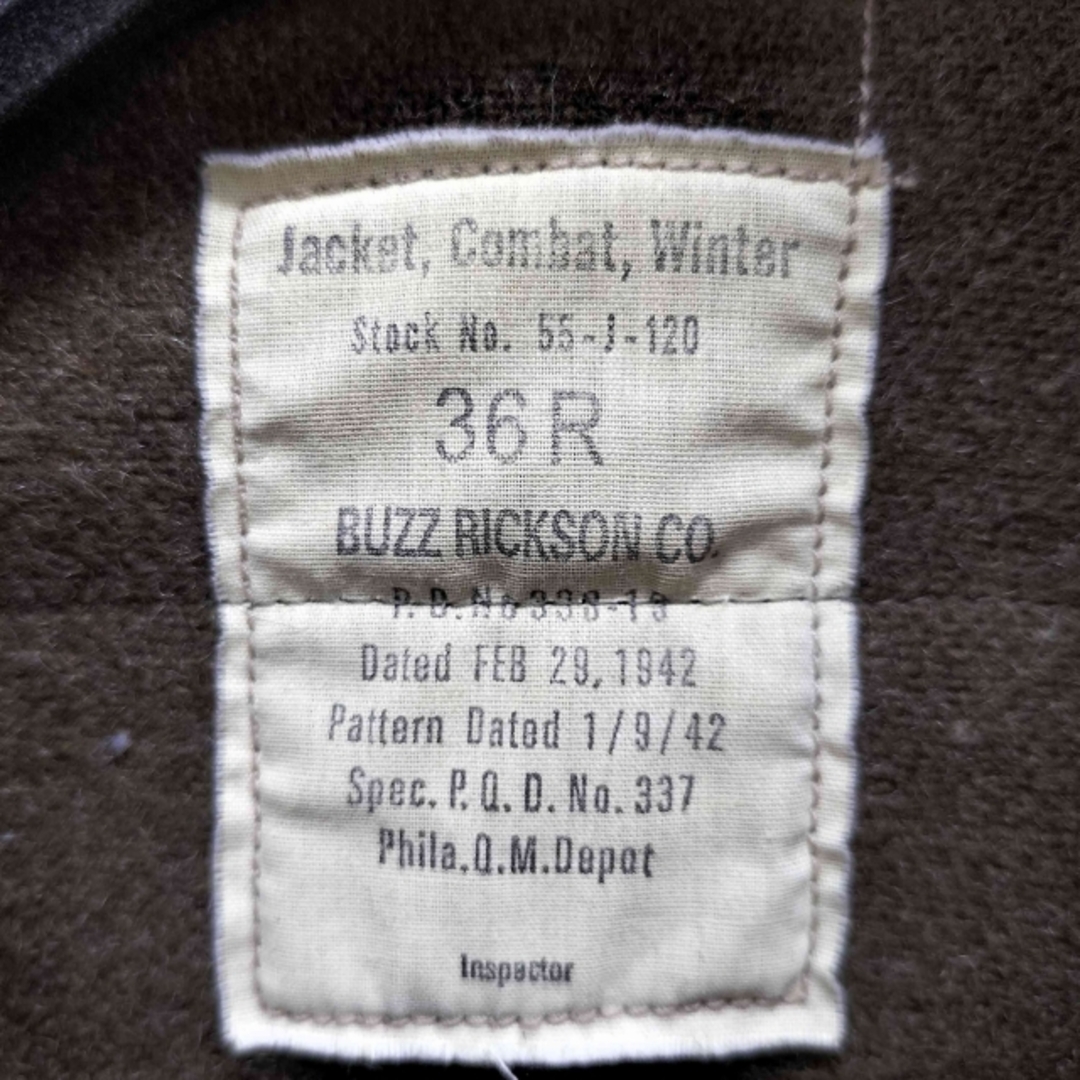 Jacket, Combat, Winter
Stock No. 55-J-120
36 R
BUZZ RICKSON CO.
Dated FEB 29, 1942
Pattern Dated 1/9/42
Spec. P. Q. D. No. 337
Phila.Q.M.Depot
Inspector